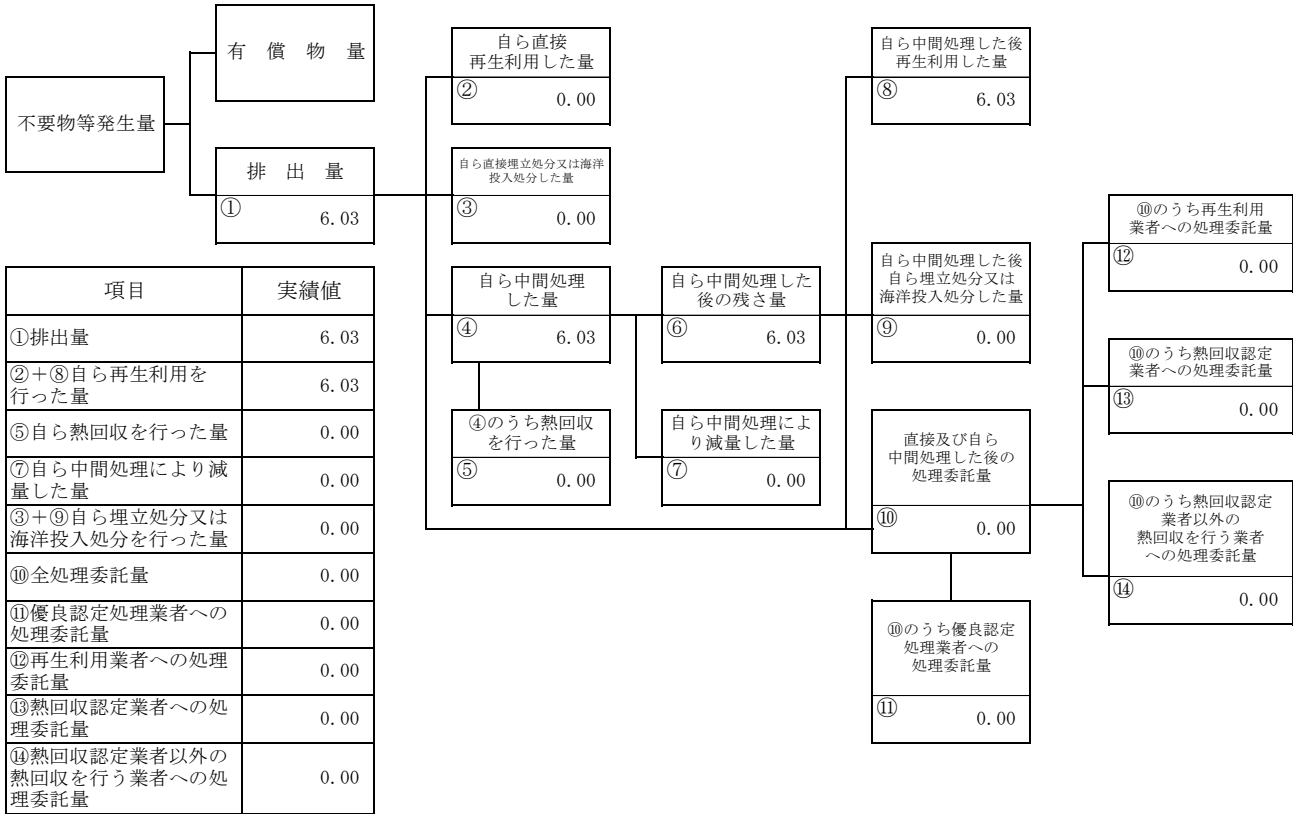 有 償 物 量
不要物等発生量
排 出 量
① 6.03
自ら直接
再生利用した量
② 0.00
自ら直接埋立処分又は海洋
投入処分した量
③ 0.00
自ら中間処理
した量
④ 6.03
④のうち熱回収
を行った量
⑤ 0.00
自ら中間処理した
後の残さ量
⑥ 6.03
自ら中間処理によ
り減量した量
⑦ 0.00
自ら中間処理した後
再生利用した量
⑧ 6.03
自ら中間処理した後
自ら埋立処分又は
海洋投入処分した量
⑨ 0.00
直接及び自ら
中間処理した後の
処理委託量
⑩ 0.00
⑩のうち優良認定
処理業者への
処理委託量
⑪ 0.00
⑩のうち再生利用
業者への処理委託量
⑫ 0.00
⑩のうち熱回収認定
業者への処理委託量
⑬ 0.00
⑩のうち熱回収認定
業者以外の
熱回収を行う業者
への処理委託量
⑭ 0.00
項目 実績値
①排出量 6.03
②＋⑧自ら再生利用を
行った量 6.03
⑤自ら熱回収を行った量 0.00
⑦自ら中間処理により減
量した量 0.00
③＋⑨自ら埋立処分又は
海洋投入処分を行った量 0.00
⑩全処理委託量 0.00
⑪優良認定処理業者への
処理委託量 0.00
⑫再生利用業者への処理
委託量 0.00
⑬熱回収認定業者への処
理委託量 0.00
⑭熱回収認定業者以外の
熱回収を行う業者への処
理委託量 0.00